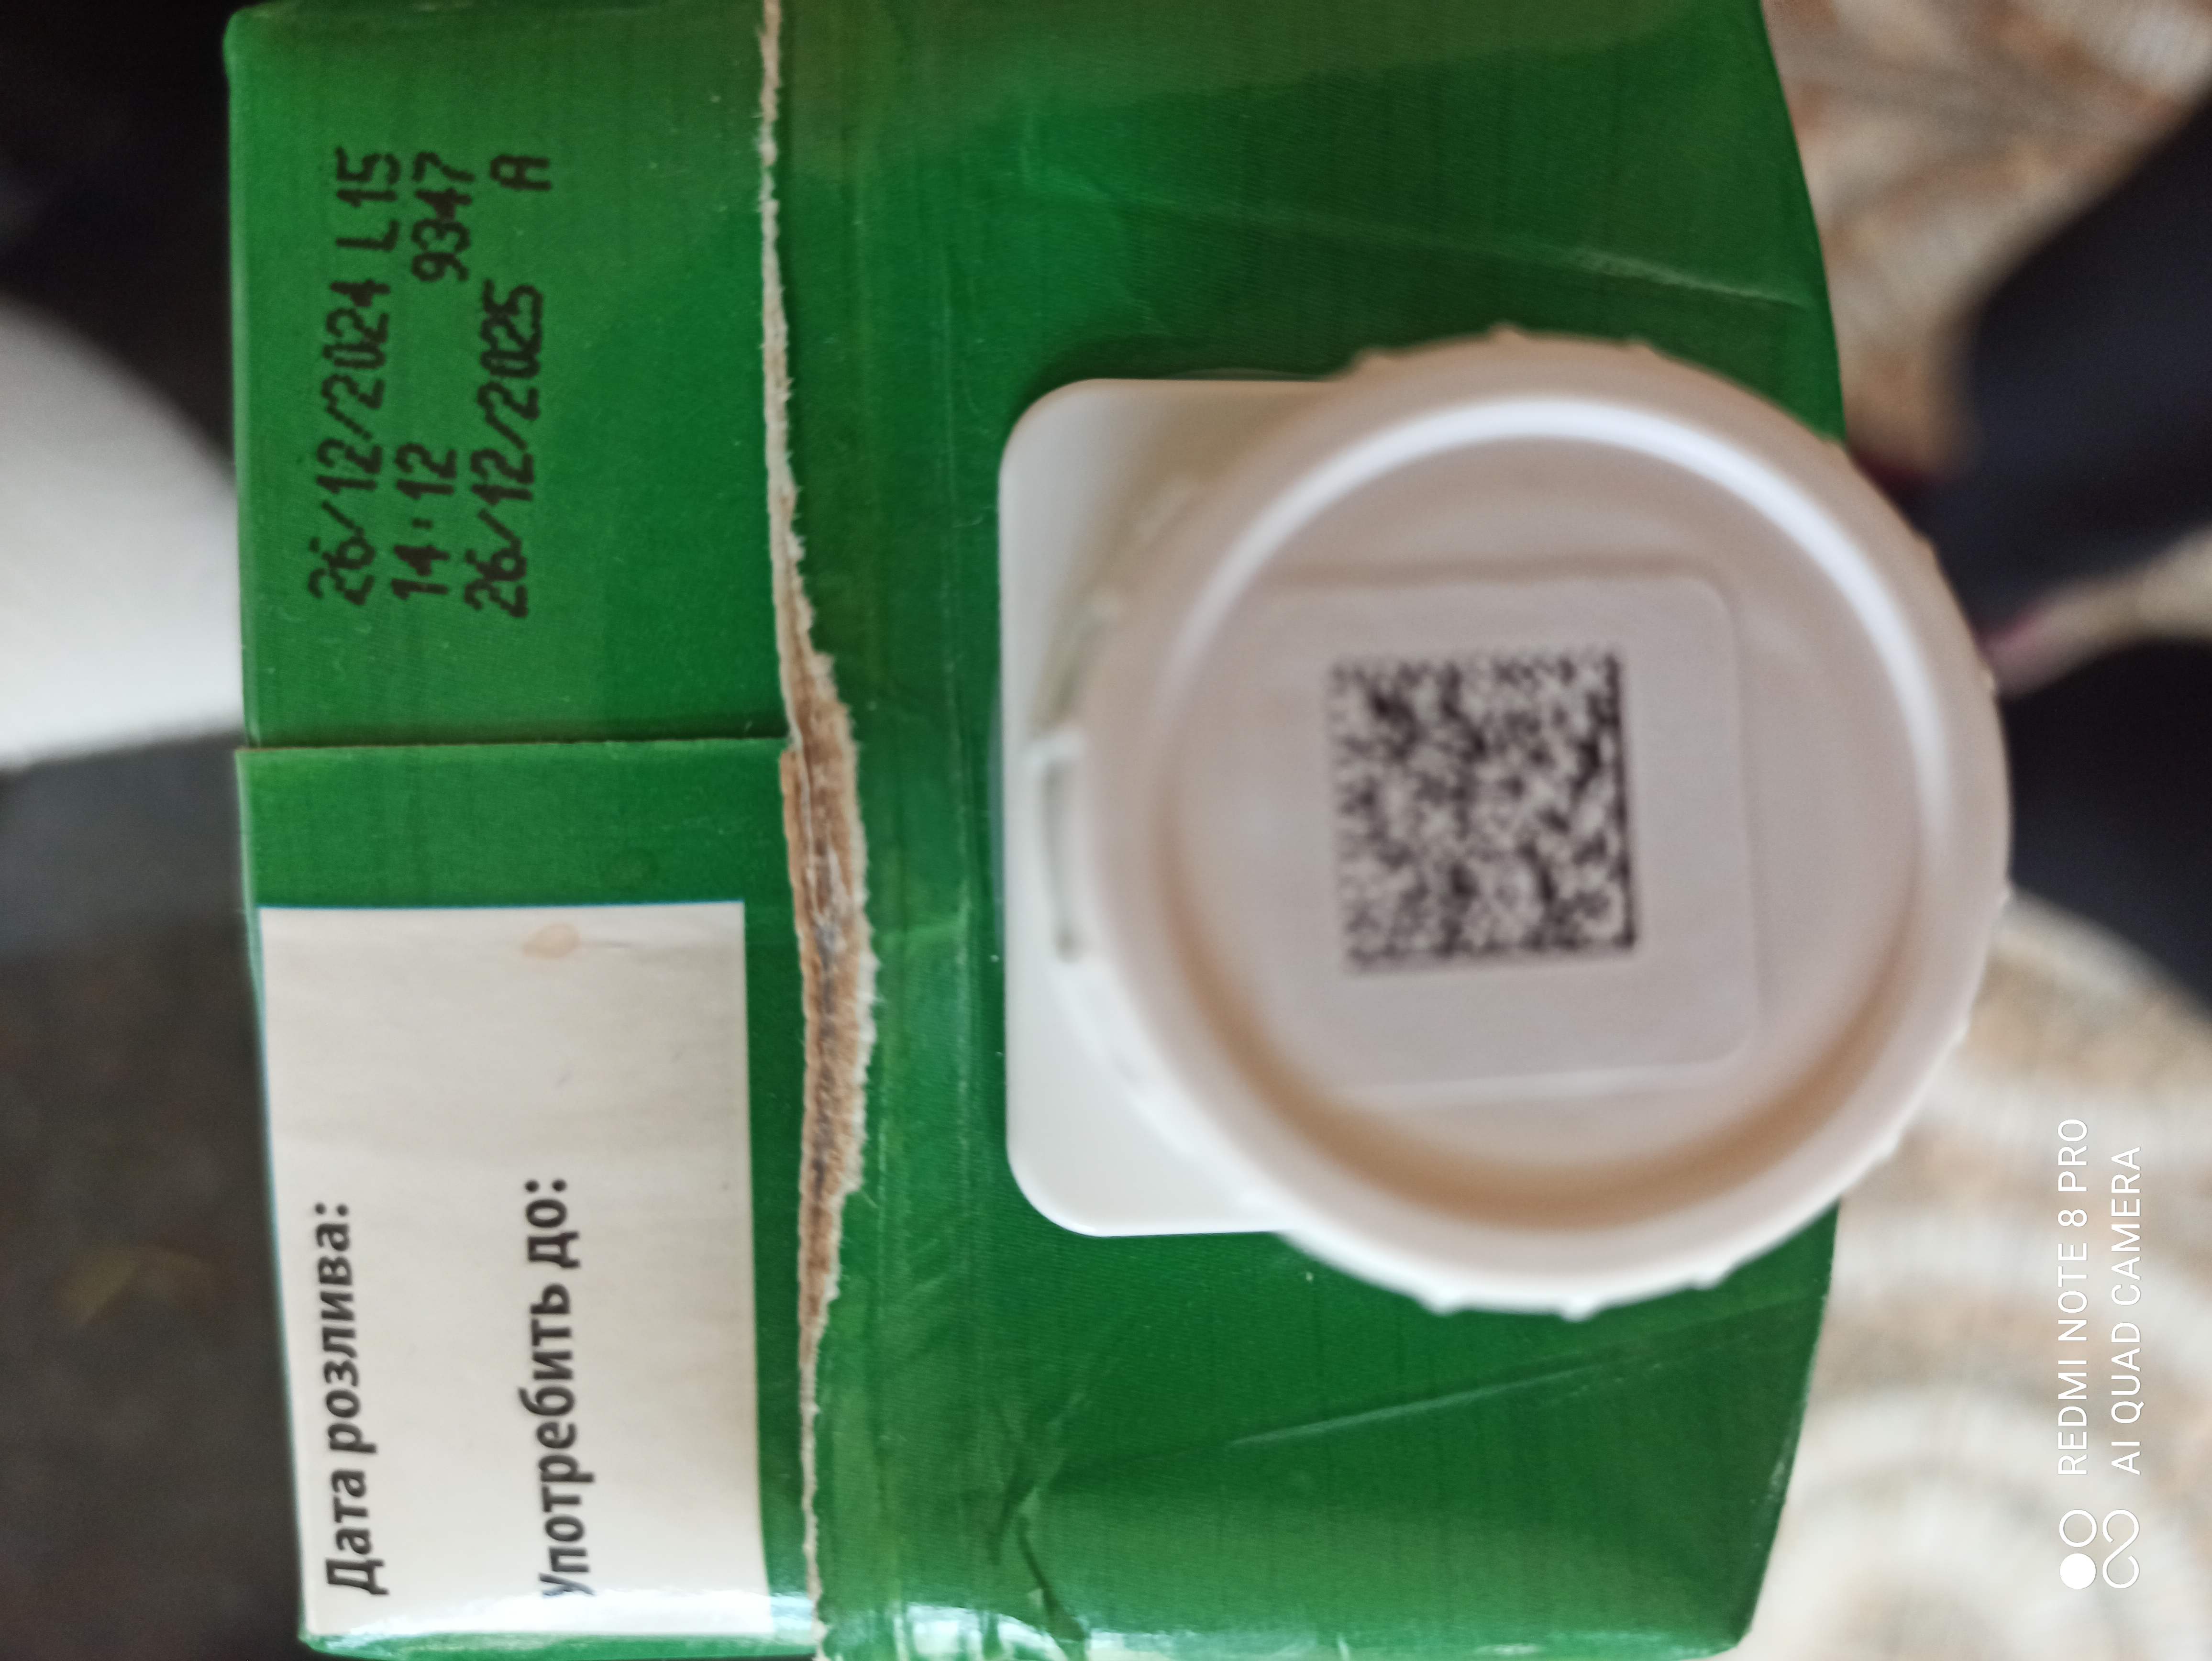 26/12/2024 L15
14:12 9347
26/12/2025 A
Дата розлива:
Употребить до:
REDMI NOTE 8 PRO
AI QUAD CAMERA